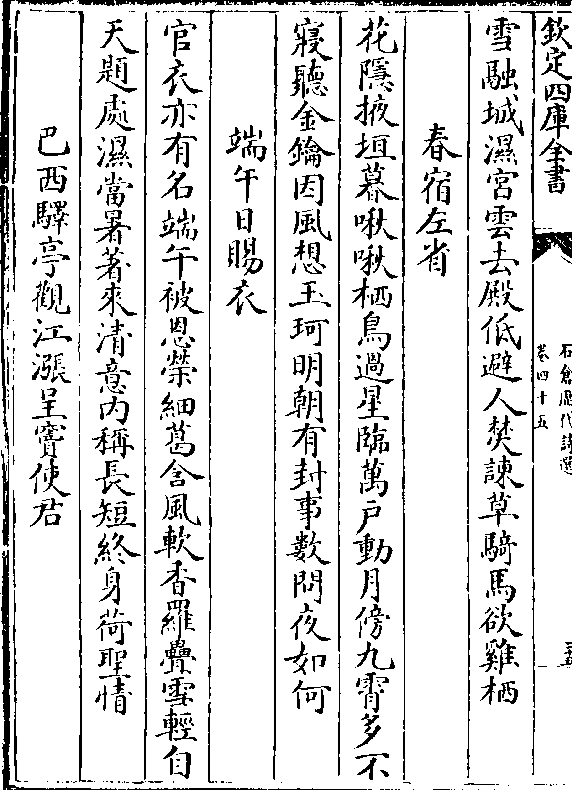 欽定四庫全書
石倉歷代詩選
卷四十五
雪融城濕宮雲去殿低避人焚諫草騎馬欲雞栖
春宿左省
花隱掖垣暮啾啾栖鳥過星臨萬戶動月傍九霄多不
寢聽金鑰因風想玉珂明朝有封事數問夜如何
端午日賜衣
官衣亦有名端午被恩榮細葛含風軟香羅疊雪輕自
天題處濕當暑著來清意內稱長短終身荷聖情
巴西驛亭觀江漲呈竇使君